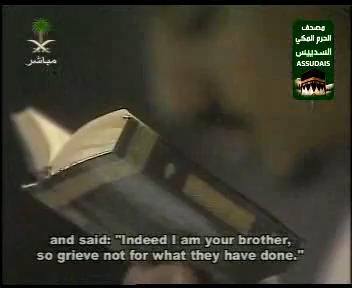 مباشر
مصحف
الحرم المكي
السديس
ASSUDAIS
and said: "Indeed I am your brother,
so grieve not for what they have done."